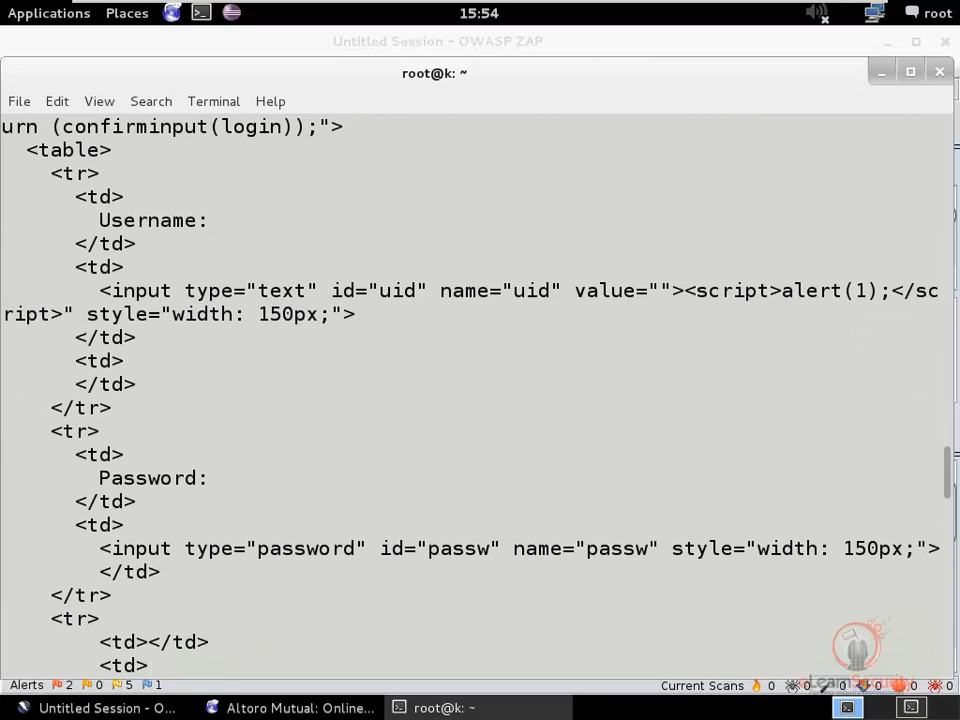 Applications Places 15:54 root
Untitled Session - OWASP ZAP
root@k: ~
File Edit View Search Terminal Help
urn (confirminput(login));">
<table>
<tr>
<td>
Username:
</td>
<td>
<input type="text" id="uid" name="uid" value=""><script>alert(1);</sc
ript>" style="width: 150px;">
</td>
<td>
</td>
</tr>
<tr>
<td>
Password:
</td>
<td>
<input type="password" id="passw" name="passw" style="width: 150px;">
</td>
</tr>
<tr>
<td></td>
<td>
eLearnSecurity
Alerts 2 0 5 1 Current Scans 0 0 0 0 0 0
Untitled Session - O... Altoro Mutual: Online... root@k: ~